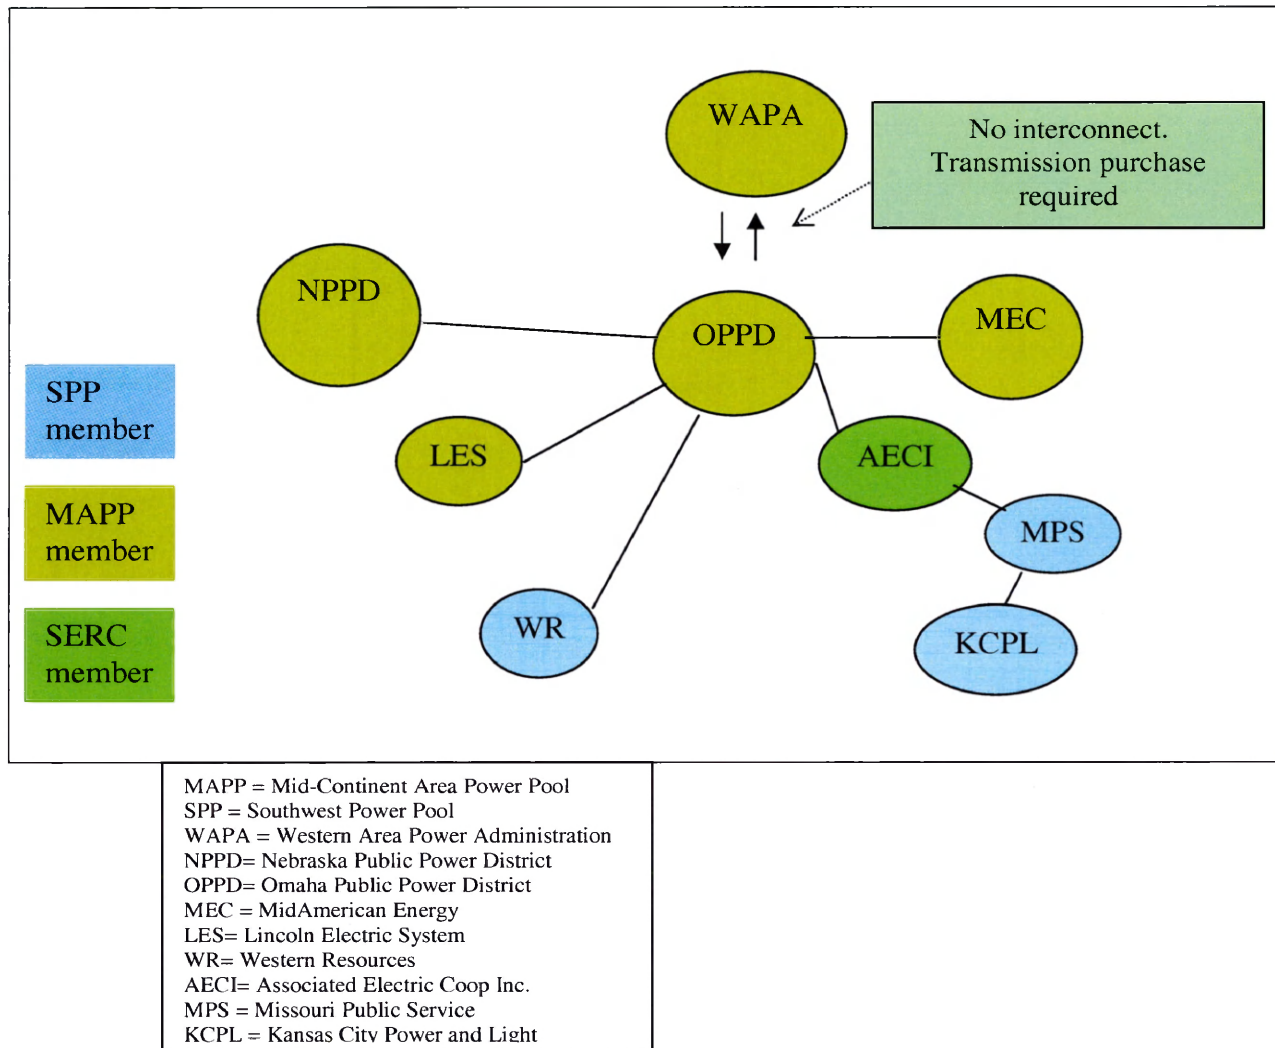 WAPA
No interconnect.
Transmission purchase
required
NPPD
OPPD
MEC
SPP
member
LES
AECI
MAPP
member
MPS
SERC
member
WR
KCPL
MAPP = Mid-Continent Area Power Pool
SPP = Southwest Power Pool
WAPA = Western Area Power Administration
NPPD= Nebraska Public Power District
OPPD= Omaha Public Power District
MEC = MidAmerican Energy
LES= Lincoln Electric System
WR= Western Resources
AECI= Associated Electric Coop Inc.
MPS = Missouri Public Service
KCPL = Kansas City Power and Light